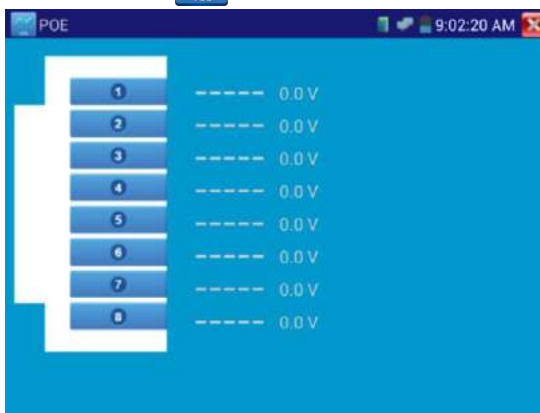 POE 9:02:20 AM
1 ----- 0.0 V
2 ----- 0.0 V
3 ----- 0.0 V
4 ----- 0.0 V
5 ----- 0.0 V
6 ----- 0.0 V
7 ----- 0.0 V
8 ----- 0.0 V